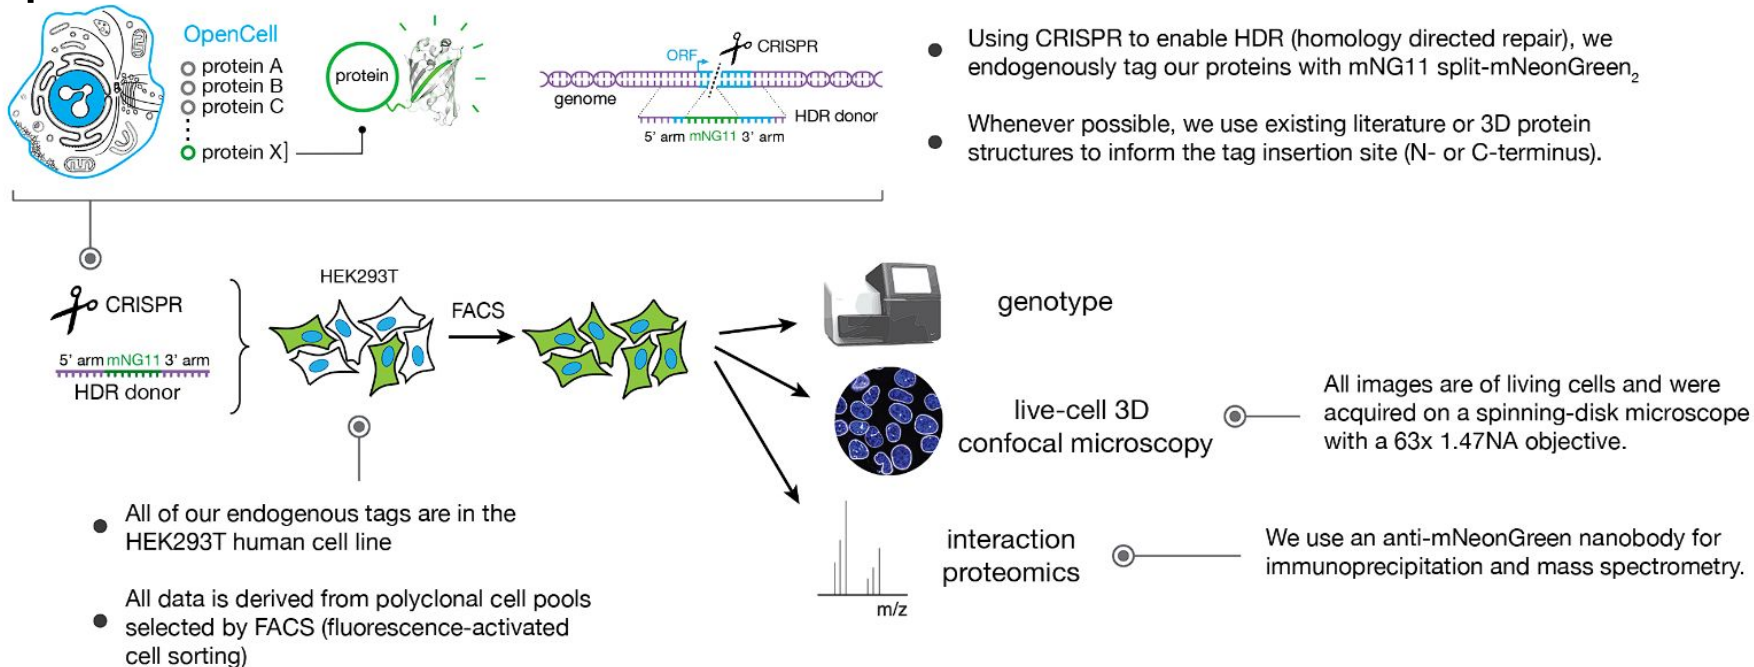 OpenCell
protein A
protein B
protein C
protein X]
protein
ORF
CRISPR
genome
HDR donor
5' arm mNG11 3' arm
Using CRISPR to enable HDR (homology directed repair), we
endogenously tag our proteins with mNG11 split-mNeonGreen2
Whenever possible, we use existing literature or 3D protein
structures to inform the tag insertion site (N- or C-terminus).
CRISPR
5' arm mNG11 3' arm
HDR donor
HEK293T
FACS
genotype
live-cell 3D
confocal microscopy
All images are of living cells and were
acquired on a spinning-disk microscope
with a 63x 1.47NA objective.
interaction
proteomics
m/z
We use an anti-mNeonGreen nanobody for
immunoprecipitation and mass spectrometry.
All of our endogenous tags are in the
HEK293T human cell line
All data is derived from polyclonal cell pools
selected by FACS (fluorescence-activated
cell sorting)